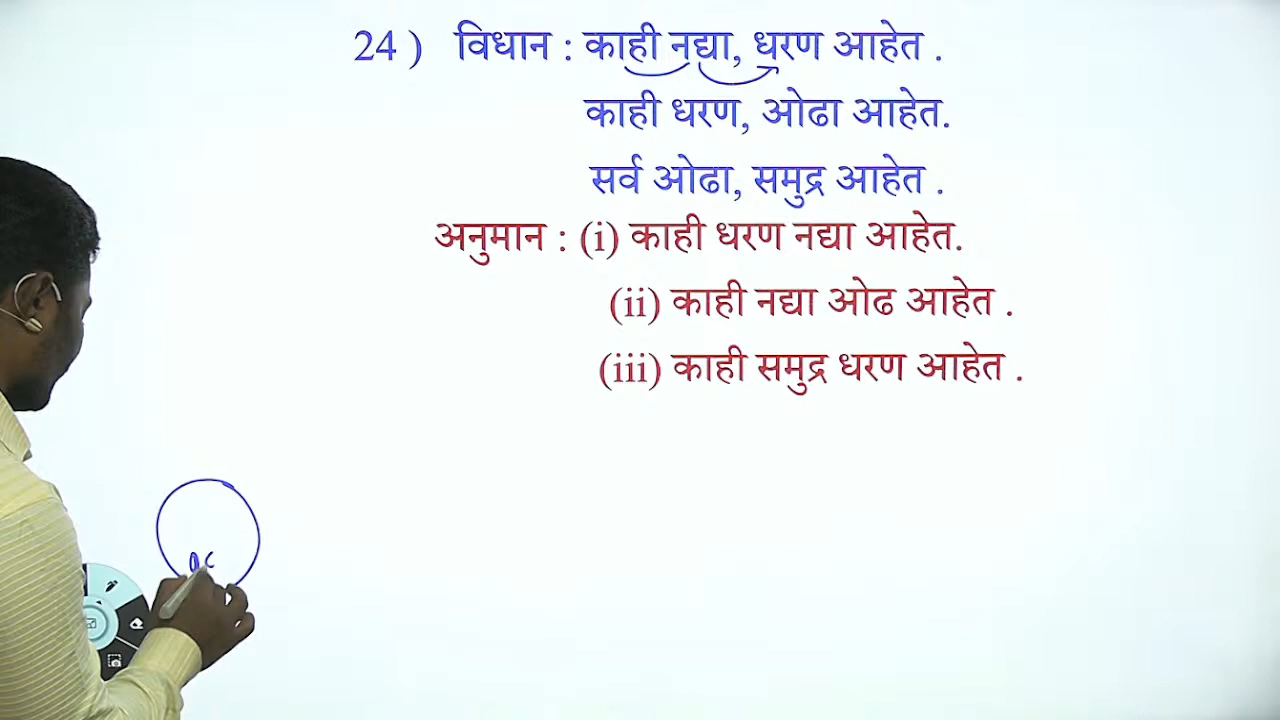 24 ) विधान : काही नद्या, धरण आहेत .
काही धरण, ओढा आहेत.
सर्व ओढा, समुद्र आहेत .
अनुमान : (i) काही धरण नद्या आहेत.
(ii) काही नद्या ओढ आहेत .
(iii) काही समुद्र धरण आहेत .